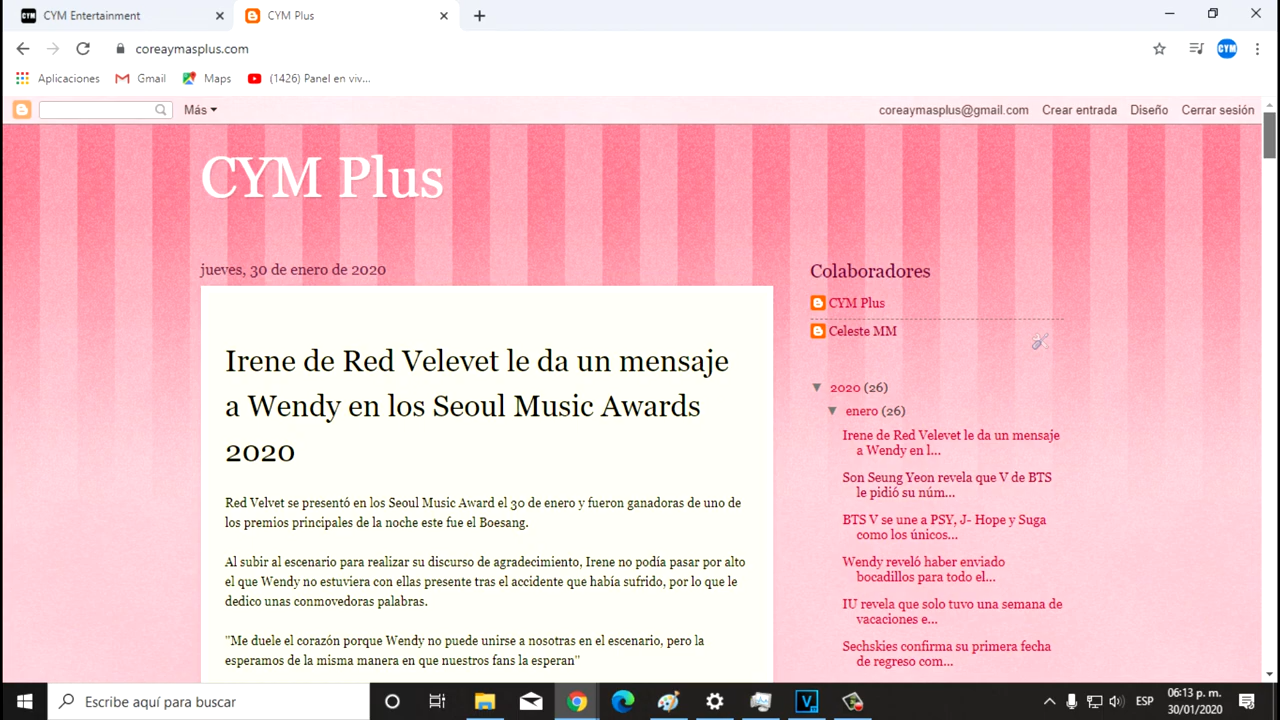 CYM CYM Entertainment
CYM Plus
coreaymasplus.com
CYM
Aplicaciones
Gmail
Maps
(1426) Panel en viv...
Más
coreaymasplus@gmail.com
Crear entrada
Diseño
Cerrar sesión
CYM Plus
jueves, 30 de enero de 2020
Irene de Red Velevet le da un mensaje
a Wendy en los Seoul Music Awards
2020
Red Velvet se presentó en los Seoul Music Award el 30 de enero y fueron ganadoras de uno de
los premios principales de la noche este fue el Boesang.
Al subir al escenario para realizar su discurso de agradecimiento, Irene no podía pasar por alto
el que Wendy no estuviera con ellas presente tras el accidente que había sufrido, por lo que le
dedico unas conmovedoras palabras.
"Me duele el corazón porque Wendy no puede unirse a nosotras en el escenario, pero la
esperamos de la misma manera en que nuestros fans la esperan"
Colaboradores
CYM Plus
Celeste MM
2020 (26)
enero (26)
Irene de Red Velevet le da un mensaje
a Wendy en l...
Son Seung Yeon revela que V de BTS
le pidió su núm...
BTS V se une a PSY, J- Hope y Suga
como los únicos...
Wendy reveló haber enviado
bocadillos para todo el...
IU revela que solo tuvo una semana de
vacaciones e...
Sechskies confirma su primera fecha
de regreso com...
Escribe aquí para buscar
V
ESP
06:13 p. m.
30/01/2020